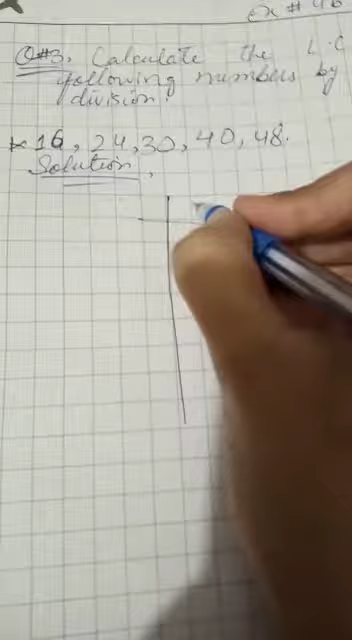 Ex # 4b
Q#3. Calculate the L.C
following numbers by
division.
* 16, 24, 30, 40, 48.
Solution.